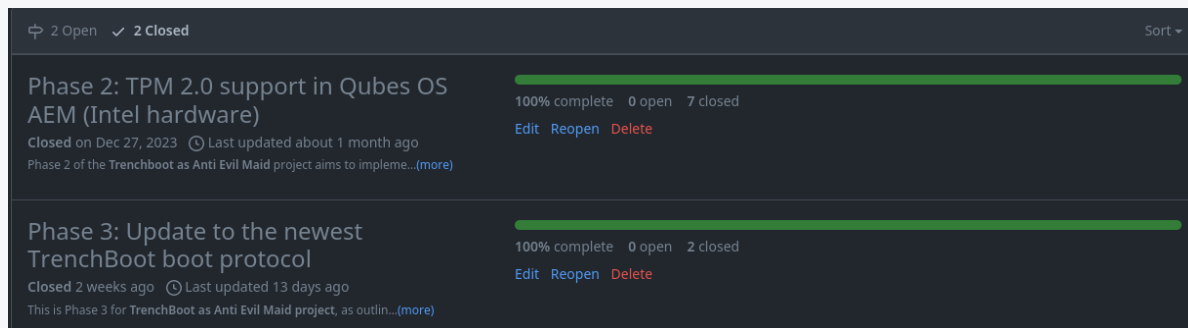 2 Open 2 Closed Sort
Phase 2: TPM 2.0 support in Qubes OS
AEM (Intel hardware)
Closed on Dec 27, 2023 Last updated about 1 month ago
Phase 2 of the Trenchboot as Anti Evil Maid project aims to impleme...(more)
100% complete 0 open 7 closed
Edit Reopen Delete
Phase 3: Update to the newest
TrenchBoot boot protocol
Closed 2 weeks ago Last updated 13 days ago
This is Phase 3 for TrenchBoot as Anti Evil Maid project, as outlin...(more)
100% complete 0 open 2 closed
Edit Reopen Delete